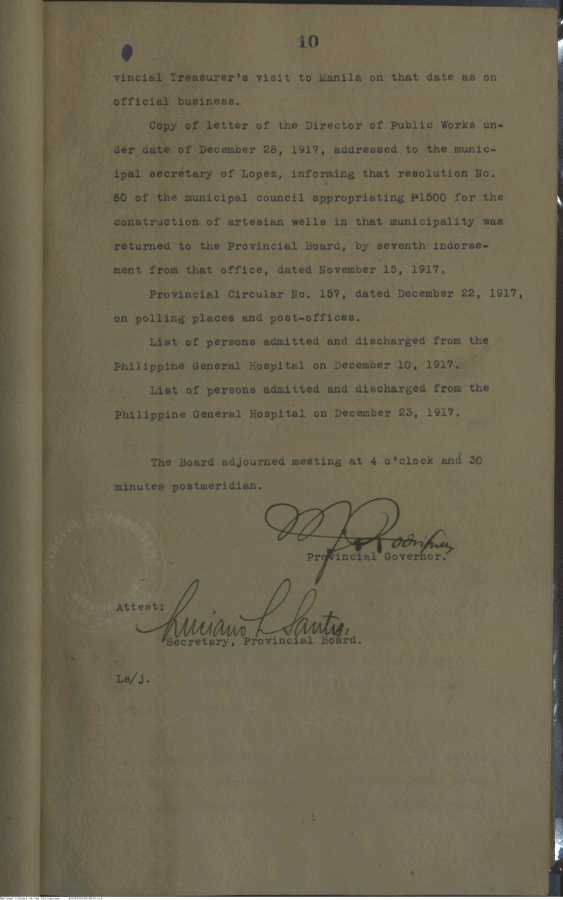 10
vincial Treasurer's visit to Manila on that date as on
official business.
Copy of letter of the Director of Public Works un-
der date of December 28, 1917, addressed to the munic-
ipal secretary of Lopez, informing that resolution No.
60 of the municipal council appropriating ₱1500 for the
construction of artesian wells in that municipality was
returned to the Provincial Board, by seventh indorse-
ment from that office, dated November 15, 1917.
Provincial Circular No. 157, dated December 22, 1917,
on polling places and post-offices.
List of persons admitted and discharged from the
Philippine General Hospital on December 10, 1917.
List of persons admitted and discharged from the
Philippine General Hospital on December 23, 1917.
The Board adjourned meeting at 4 o'clock and 30
minutes postmeridian.
Rodriguez
Provincial Governor.
Attest:
Luciano L Santos.
Secretary, Provincial Board.
La/j.